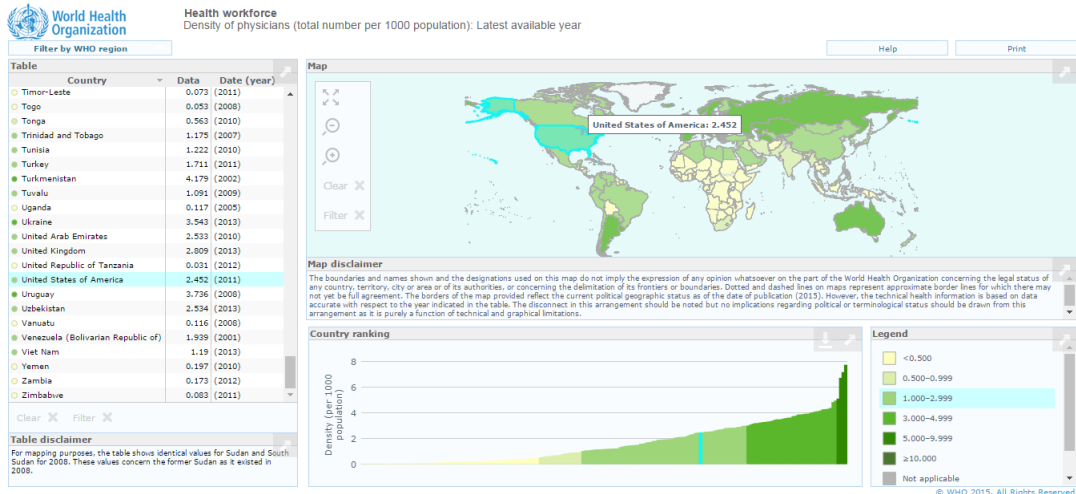 World Health
Organization
Health workforce
Density of physicians (total number per 1000 population): Latest available year
Filter by WHO region
Help
Print
Table
Country Data Date (year)
Timor-Leste 0.073 (2011)
Togo 0.053 (2008)
Tonga 0.563 (2010)
Trinidad and Tobago 1.175 (2007)
Tunisia 1.222 (2010)
Turkey 1.711 (2011)
Turkmenistan 4.179 (2002)
Tuvalu 1.091 (2009)
Uganda 0.117 (2005)
Ukraine 3.543 (2013)
United Arab Emirates 2.533 (2010)
United Kingdom 2.809 (2013)
United Republic of Tanzania 0.031 (2012)
United States of America 2.452 (2011)
Uruguay 3.736 (2008)
Uzbekistan 2.534 (2013)
Vanuatu 0.116 (2008)
Venezuela (Bolivarian Republic of) 1.939 (2001)
Viet Nam 1.19 (2013)
Yemen 0.197 (2010)
Zambia 0.173 (2012)
Zimbabwe 0.083 (2011)
Clear Filter
Table disclaimer
For mapping purposes, the table shows identical values for Sudan and South
Sudan for 2008. These values concern the former Sudan as it existed in
2008.
Map
Clear
Filter
United States of America: 2.452
Map disclaimer
The boundaries and names shown and the designations used on this map do not imply the expression of any opinion whatsoever on the part of the World Health Organization concerning the legal status of
any country, territory, city or area or of its authorities, or concerning the delimitation of its frontiers or boundaries. Dotted and dashed lines on maps represent approximate border lines for which there may
not yet be full agreement. The borders of the map provided reflect the current political geographic status as of the date of publication (2015). However, the technical health information is based on data
accurate with respect to the year indicated in the table. The disconnect in this arrangement should be noted but no implications regarding political or terminological status should be drawn from this
arrangement as it is purely a function of technical and graphical limitations.
Country ranking
Density (per 1000
population)
8
6
4
2
0
Legend
<0.500
0.500–0.999
1.000–2.999
3.000–4.999
5.000–9.999
≥10.000
Not applicable
© WHO 2015. All Rights Reserved